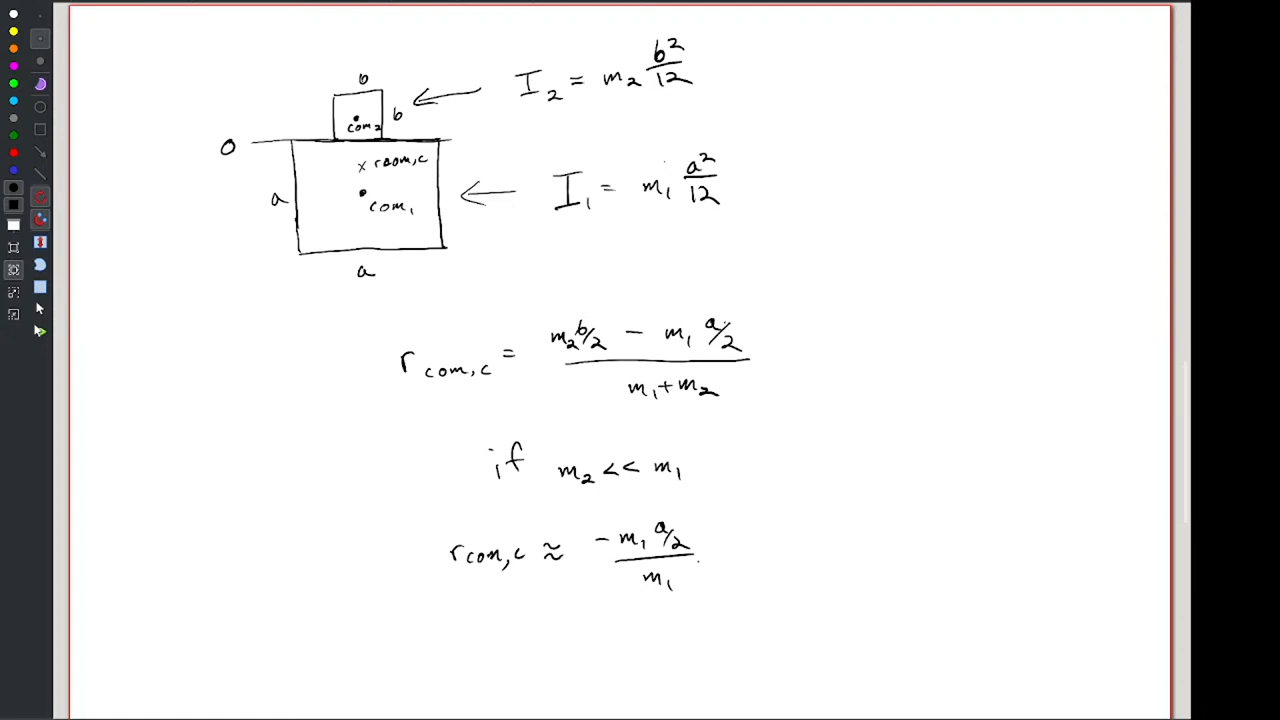 b
I₂ = m₂ b²/12
b
com₂
O
rcom,c
a
com₁
I₁ = m₁ a²/12
a
r com,c = (m₂ b/2 − m₁ a/2) / (m₁+m₂)
if m₂ << m₁
rcom,c ≈ −m₁ a/2 / m₁